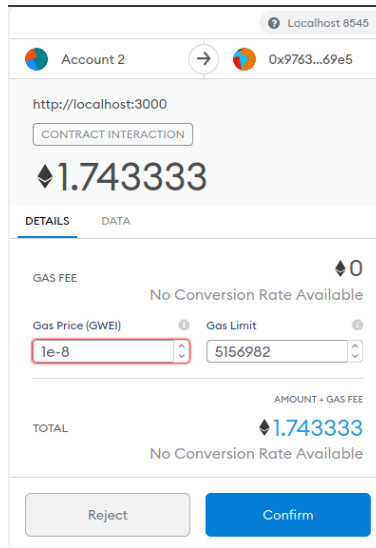 Localhost 8545
Account 2
0x9763...69e5
http://localhost:3000
CONTRACT INTERACTION
1.743333
DETAILS DATA
GAS FEE
0
No Conversion Rate Available
Gas Price (GWEI) Gas Limit
1e-8 5156982
AMOUNT + GAS FEE
TOTAL 1.743333
No Conversion Rate Available
Reject Confirm